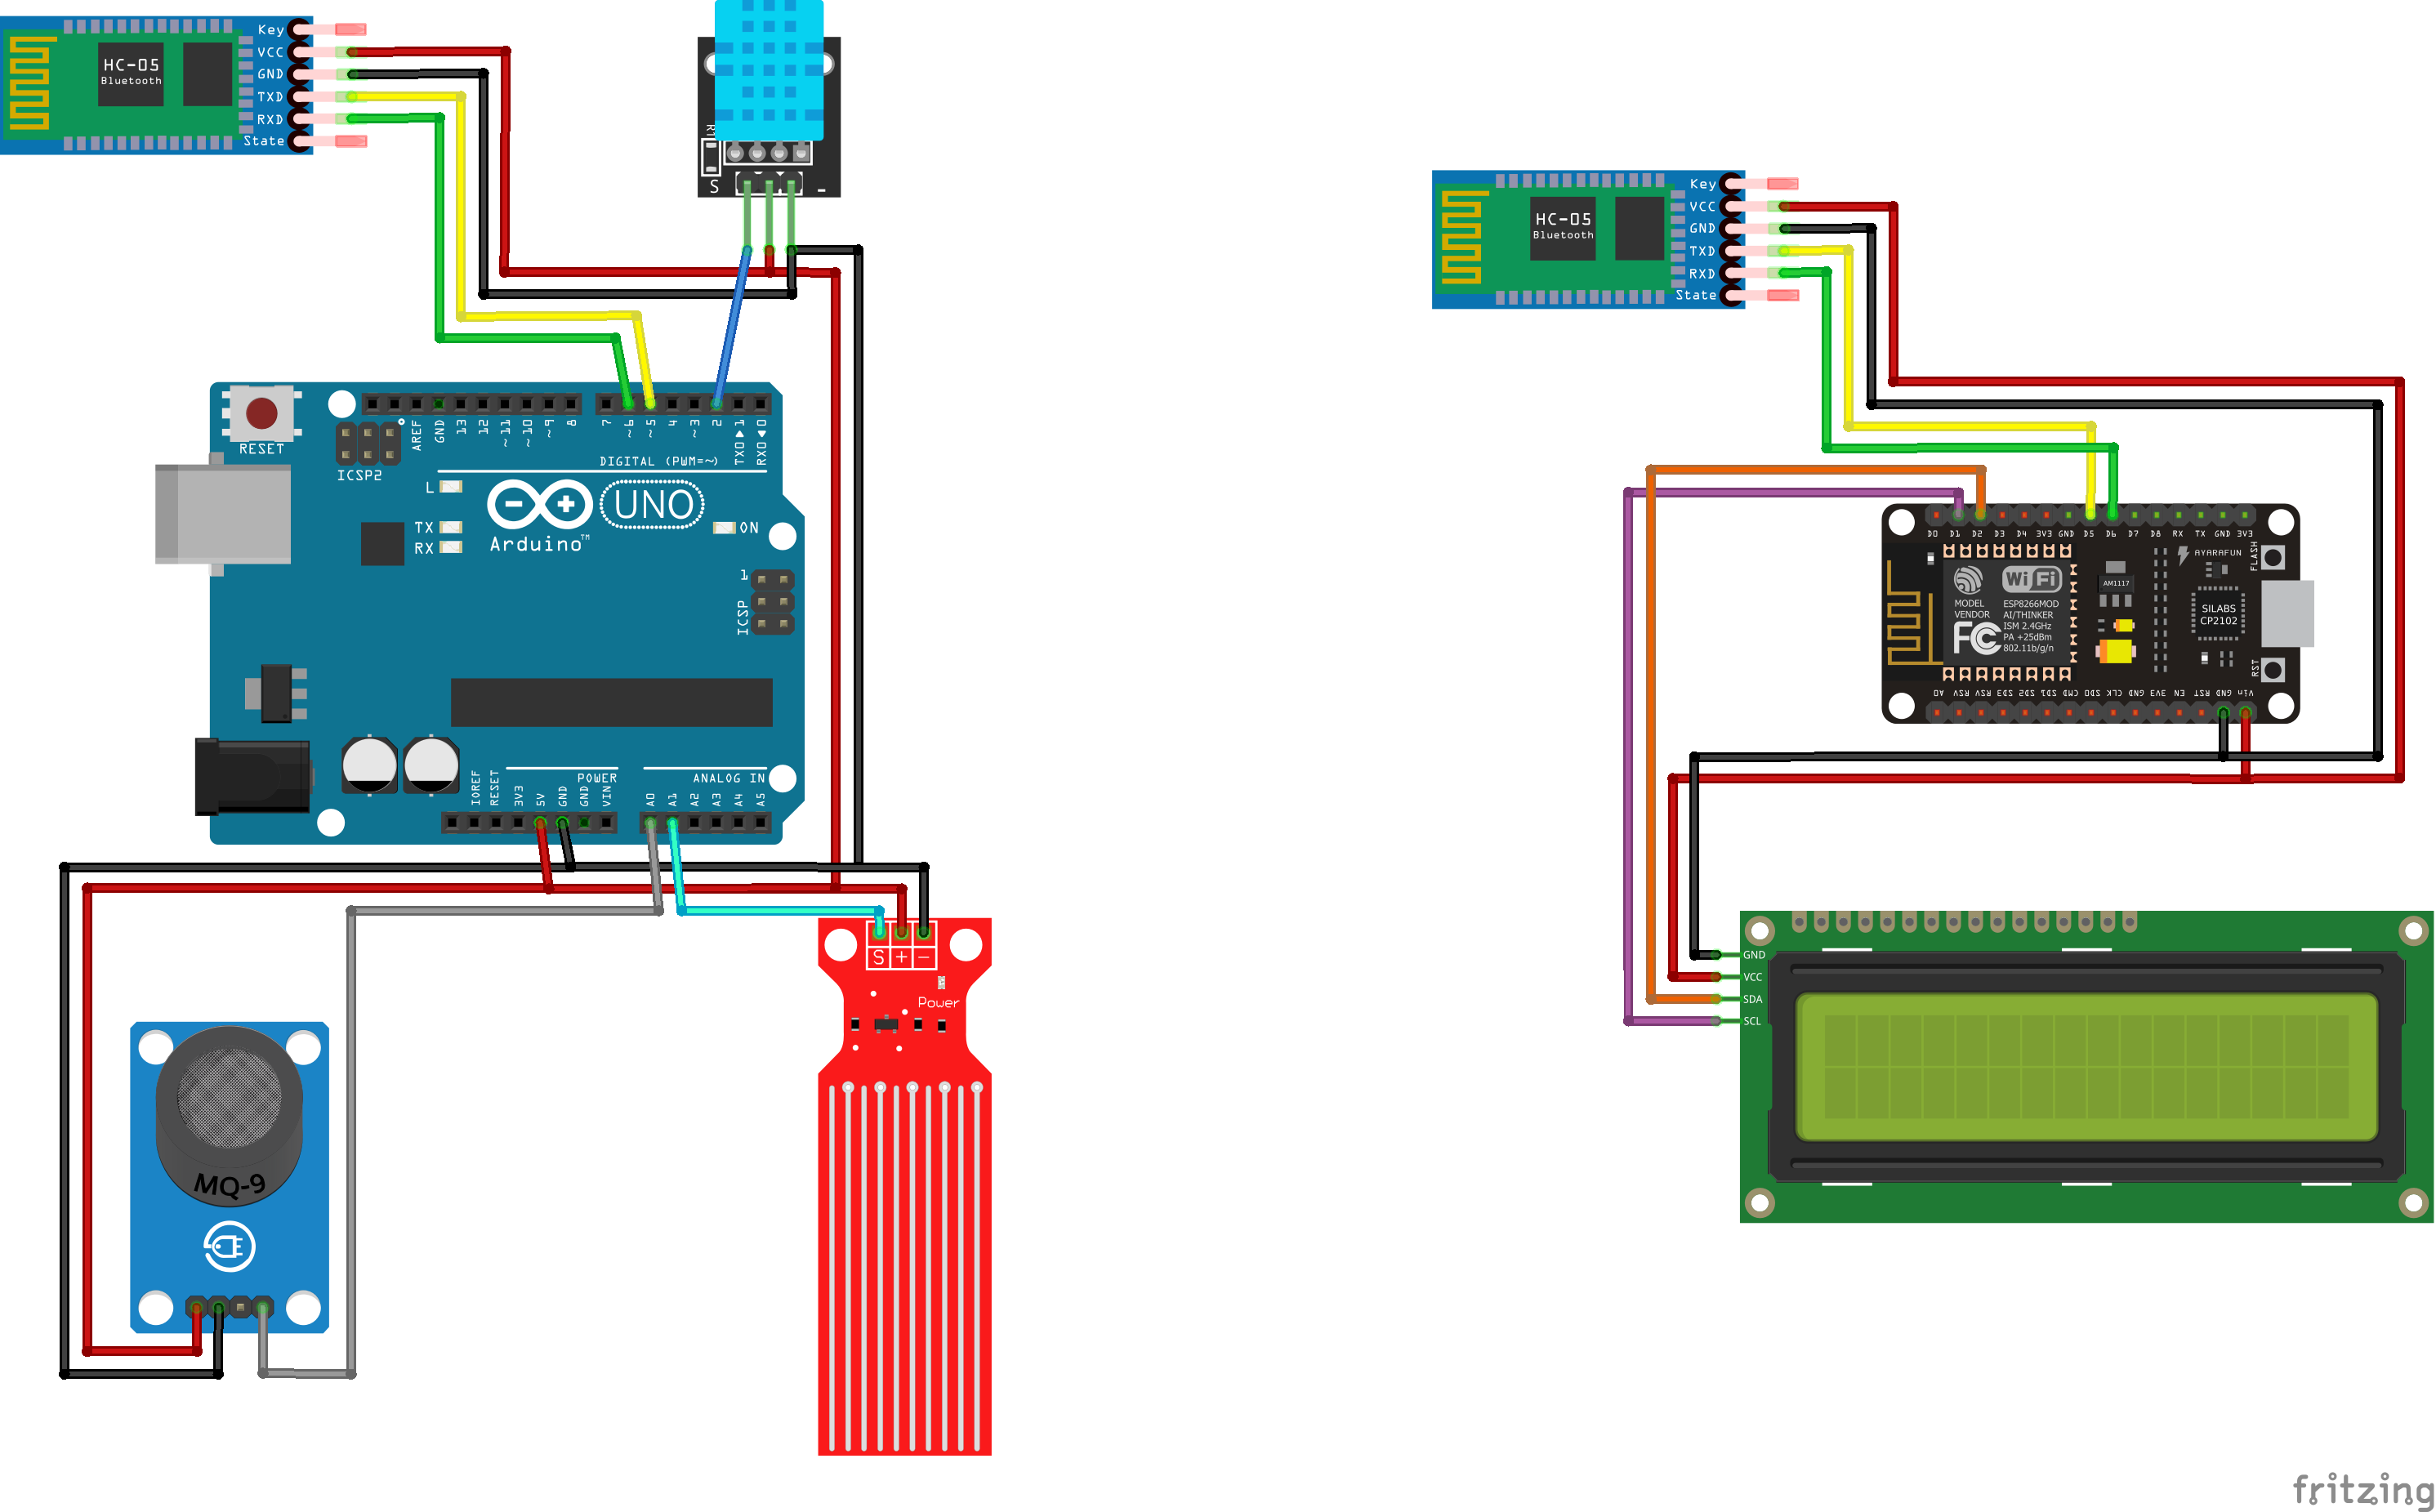 Key
VCC
GND
TXD
RXD
State
HC-05
Bluetooth
R1
S
-
Key
VCC
GND
TXD
RXD
State
HC-05
Bluetooth
RESET
ICSP2
AREF
GND
13
12
~11
~10
~9
8
7
~6
~5
4
~3
2
TX0▶1
RX0◀0
DIGITAL (PWM=~)
L
TX
RX
UNO
ON
Arduino™
1
ICSP
IOREF
RESET
3V3
5V
GND
GND
VIN
POWER
A0
A1
A2
A3
A4
A5
ANALOG IN
D0 D1 D2 D3 D4 3V3 GND D5 D6 D7 D8 RX TX GND 3V3
AYARAFUN
FLASH
WiFi
MODEL
VENDOR
ESP8266MOD
AI/THINKER
ISM 2.4GHz
PA +25dBm
802.11b/g/n
FC
AM1117
SILABS
CP2102
RST
A0 RSV RSV SD3 SD2 SD1 CMD SD0 CLK GND 3V3 EN RST GND Vin
S + -
Power
GND
VCC
SDA
SCL
MQ-9
fritzing